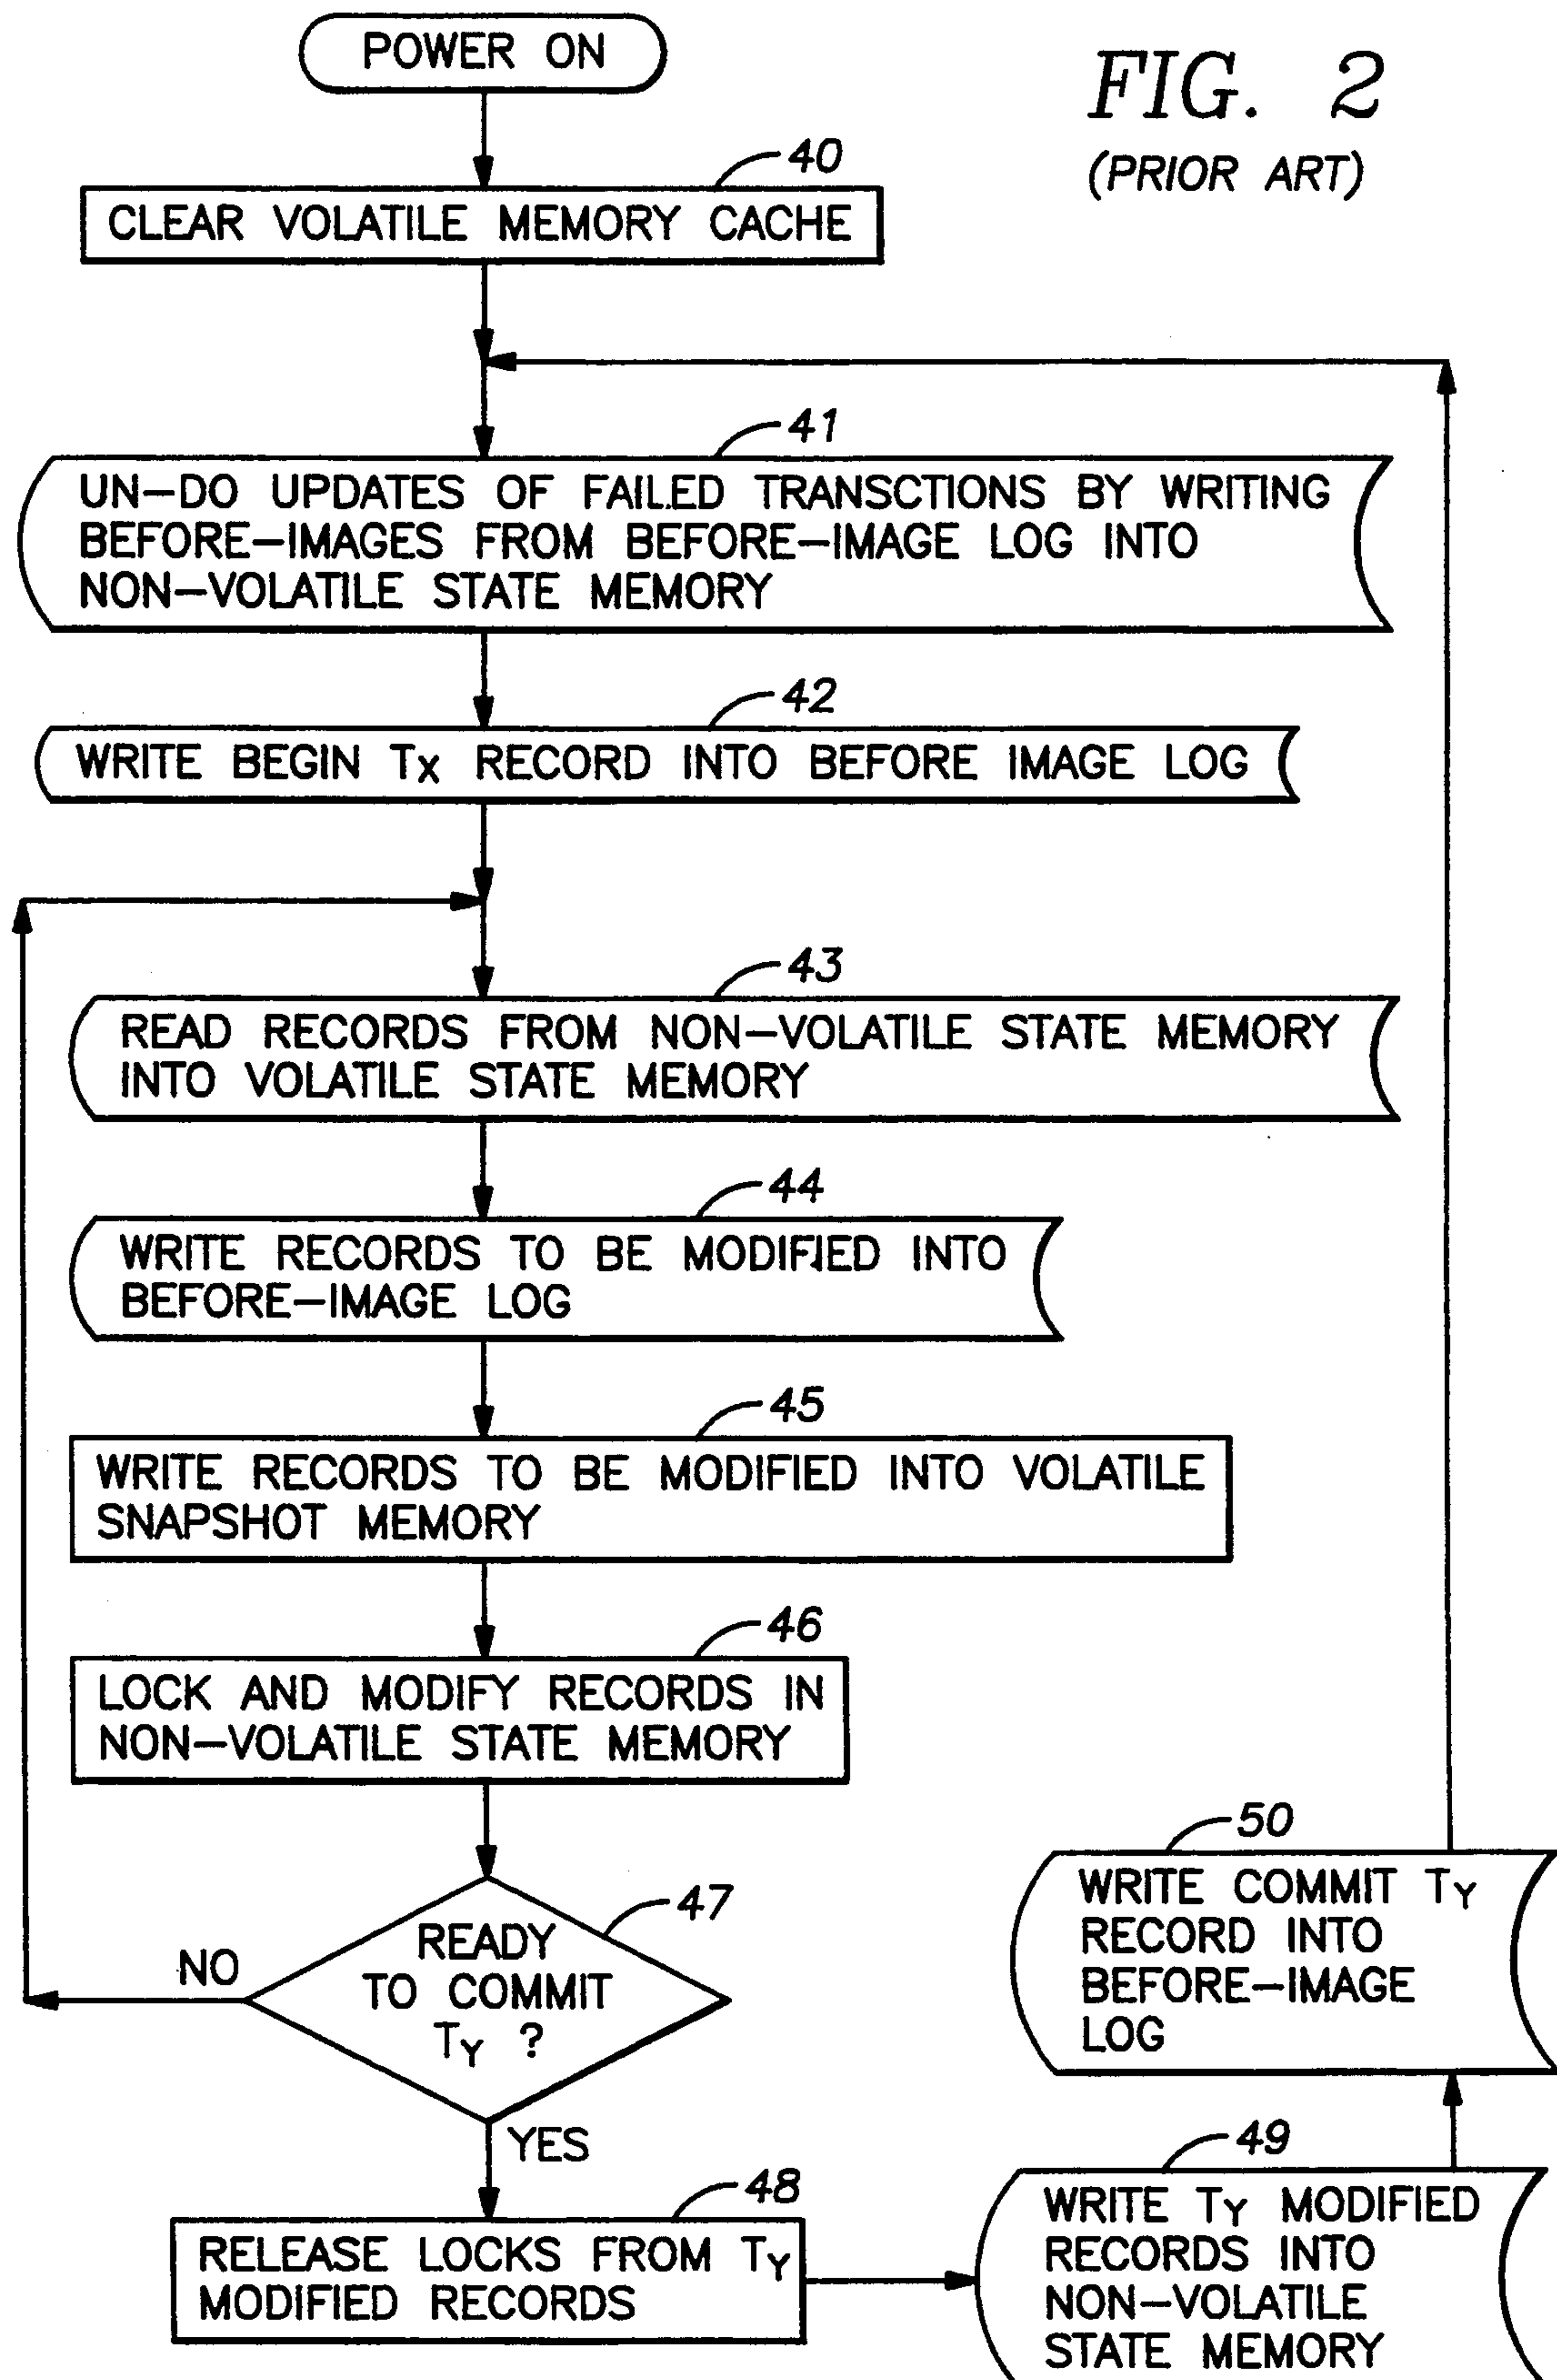 POWER ON
FIG. 2
(PRIOR ART)
40
CLEAR VOLATILE MEMORY CACHE
41
UN-DO UPDATES OF FAILED TRANSCTIONS BY WRITING
BEFORE-IMAGES FROM BEFORE-IMAGE LOG INTO
NON-VOLATILE STATE MEMORY
42
WRITE BEGIN TX RECORD INTO BEFORE IMAGE LOG
43
READ RECORDS FROM NON-VOLATILE STATE MEMORY
INTO VOLATILE STATE MEMORY
44
WRITE RECORDS TO BE MODIFIED INTO
BEFORE-IMAGE LOG
45
WRITE RECORDS TO BE MODIFIED INTO VOLATILE
SNAPSHOT MEMORY
46
LOCK AND MODIFY RECORDS IN
NON-VOLATILE STATE MEMORY
47
READY
TO COMMIT
TY ?
NO
YES
48
RELEASE LOCKS FROM TY
MODIFIED RECORDS
49
WRITE TY MODIFIED
RECORDS INTO
NON-VOLATILE
STATE MEMORY
50
WRITE COMMIT TY
RECORD INTO
BEFORE-IMAGE
LOG